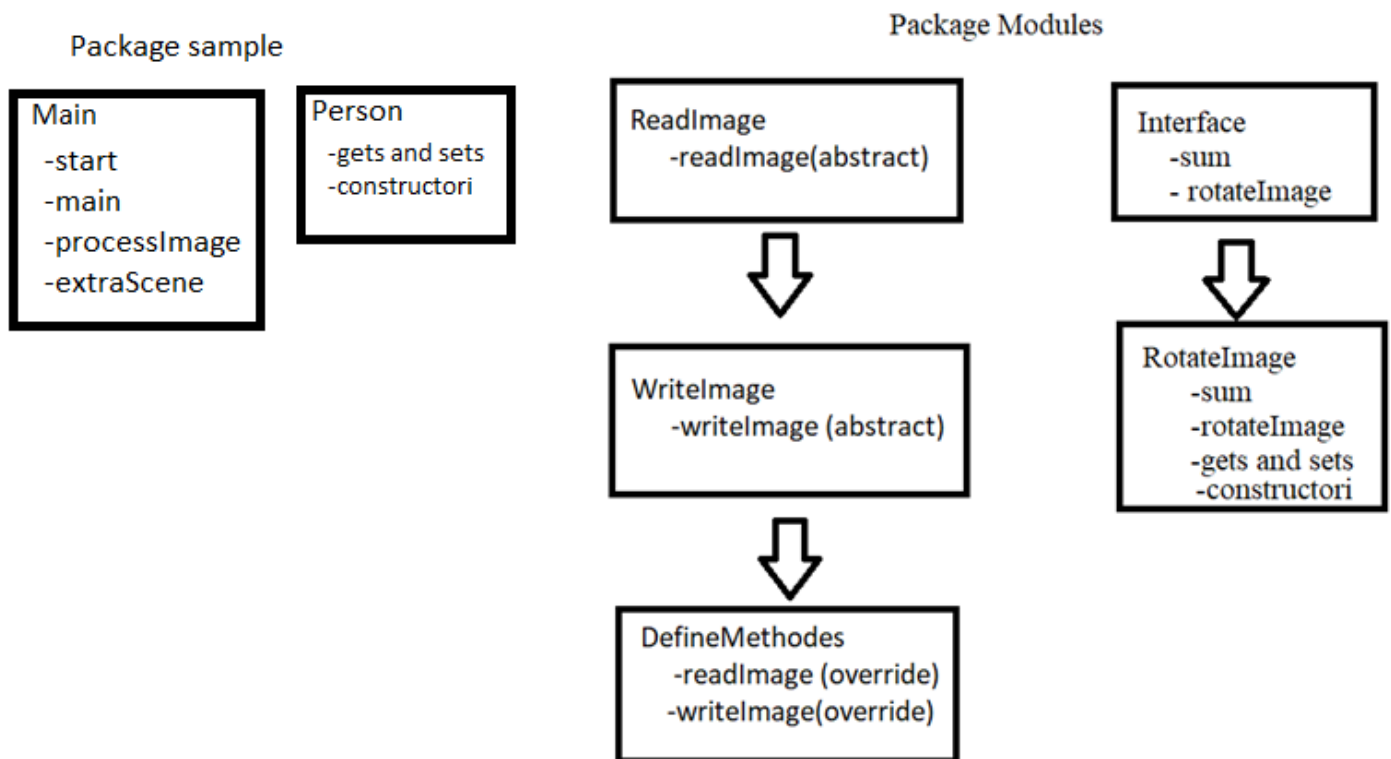 Package sample
Main
-start
-main
-processImage
-extraScene
Person
-gets and sets
-constructori
Package Modules
ReadImage
-readImage(abstract)
WriteImage
-writeImage (abstract)
DefineMethodes
-readImage (override)
-writeImage(override)
Interface
-sum
- rotateImage
RotateImage
-sum
-rotateImage
-gets and sets
-constructori